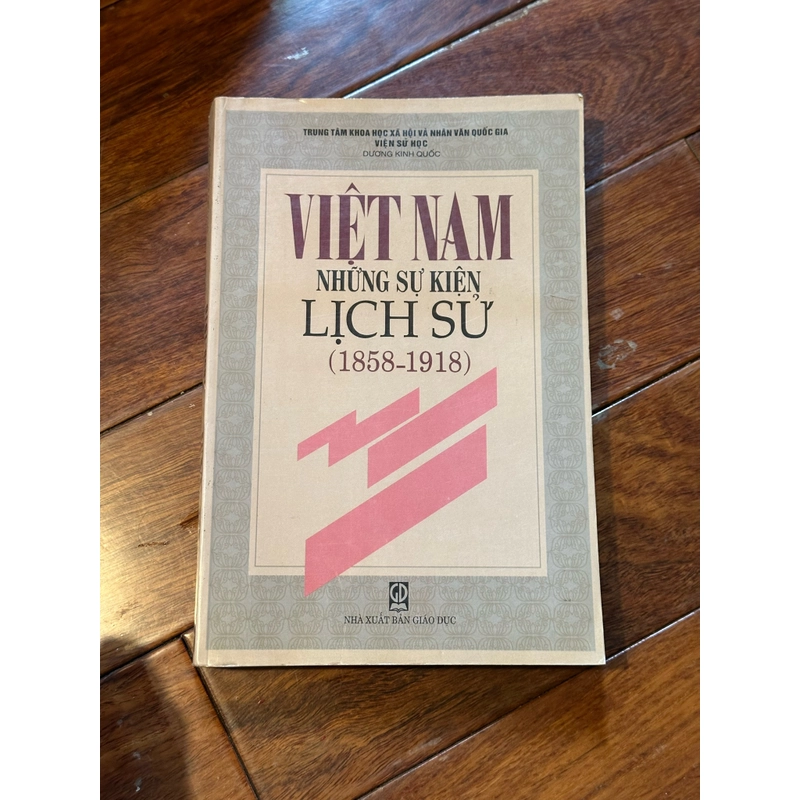 TRUNG TÂM KHOA HỌC XÃ HỘI VÀ NHÂN VĂN QUỐC GIA
VIỆN SỬ HỌC
DƯƠNG KINH QUỐC
VIỆT NAM
NHỮNG SỰ KIỆN
LỊCH SỬ
(1858-1918)
GD
NHÀ XUẤT BẢN GIÁO DỤC